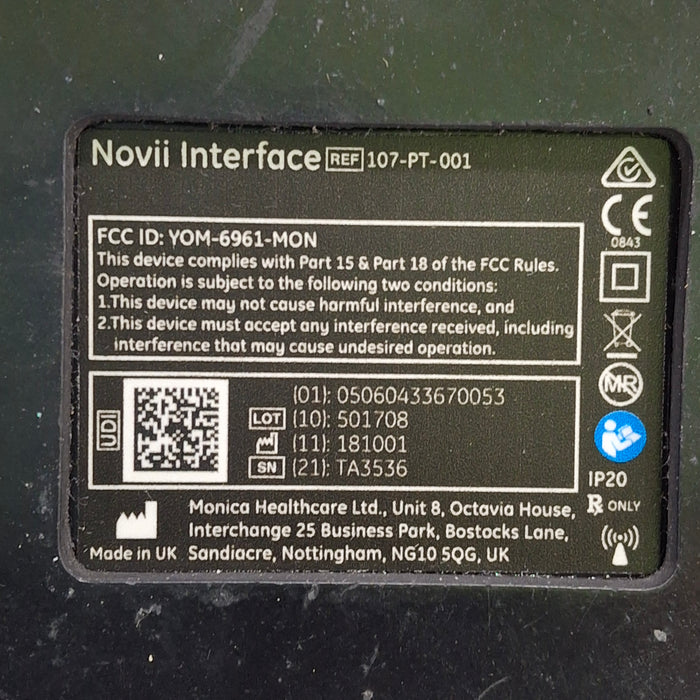 Novii Interface REF 107-PT-001
FCC ID: YOM-6961-MON
This device complies with Part 15 & Part 18 of the FCC Rules.
Operation is subject to the following two conditions:
1.This device may not cause harmful interference, and
2.This device must accept any interference received, including
interference that may cause undesired operation.
CE
0843
UDI
(01): 05060433670053
LOT (10): 501708
(11): 181001
SN (21): TA3536
MR
IP20
Rx ONLY
Monica Healthcare Ltd., Unit 8, Octavia House,
Interchange 25 Business Park, Bostocks Lane,
Made in UK Sandiacre, Nottingham, NG10 5QG, UK